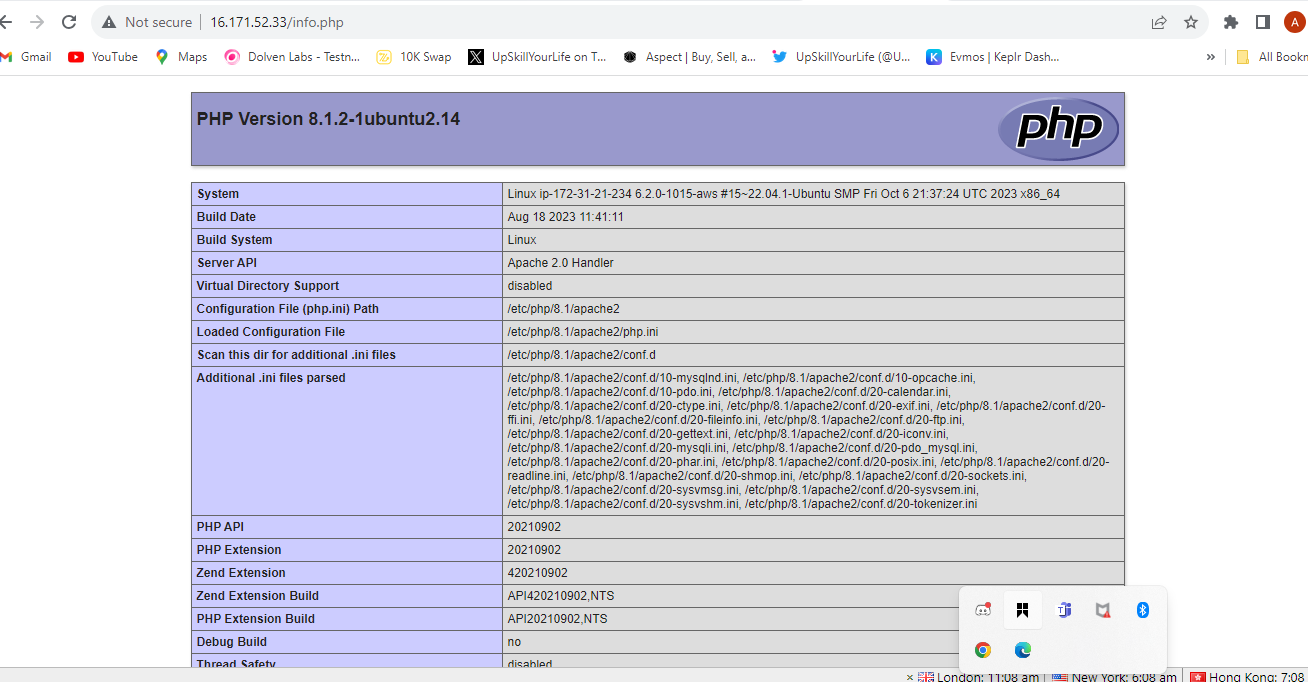 Not secure
16.171.52.33/info.php
A
Gmail
YouTube
Maps
Dolven Labs - Testn...
10K Swap
UpSkillYourLife on T...
Aspect | Buy, Sell, a...
UpSkillYourLife (@U...
Evmos | Keplr Dash...
»
All Bookn
PHP Version 8.1.2-1ubuntu2.14
php
System
Linux ip-172-31-21-234 6.2.0-1015-aws #15~22.04.1-Ubuntu SMP Fri Oct 6 21:37:24 UTC 2023 x86_64
Build Date
Aug 18 2023 11:41:11
Build System
Linux
Server API
Apache 2.0 Handler
Virtual Directory Support
disabled
Configuration File (php.ini) Path
/etc/php/8.1/apache2
Loaded Configuration File
/etc/php/8.1/apache2/php.ini
Scan this dir for additional .ini files
/etc/php/8.1/apache2/conf.d
Additional .ini files parsed
/etc/php/8.1/apache2/conf.d/10-mysqlnd.ini, /etc/php/8.1/apache2/conf.d/10-opcache.ini,
/etc/php/8.1/apache2/conf.d/10-pdo.ini, /etc/php/8.1/apache2/conf.d/20-calendar.ini,
/etc/php/8.1/apache2/conf.d/20-ctype.ini, /etc/php/8.1/apache2/conf.d/20-exif.ini, /etc/php/8.1/apache2/conf.d/20-
ffi.ini, /etc/php/8.1/apache2/conf.d/20-fileinfo.ini, /etc/php/8.1/apache2/conf.d/20-ftp.ini,
/etc/php/8.1/apache2/conf.d/20-gettext.ini, /etc/php/8.1/apache2/conf.d/20-iconv.ini,
/etc/php/8.1/apache2/conf.d/20-mysqli.ini, /etc/php/8.1/apache2/conf.d/20-pdo_mysql.ini,
/etc/php/8.1/apache2/conf.d/20-phar.ini, /etc/php/8.1/apache2/conf.d/20-posix.ini, /etc/php/8.1/apache2/conf.d/20-
readline.ini, /etc/php/8.1/apache2/conf.d/20-shmop.ini, /etc/php/8.1/apache2/conf.d/20-sockets.ini,
/etc/php/8.1/apache2/conf.d/20-sysvmsg.ini, /etc/php/8.1/apache2/conf.d/20-sysvsem.ini,
/etc/php/8.1/apache2/conf.d/20-sysvshm.ini, /etc/php/8.1/apache2/conf.d/20-tokenizer.ini
PHP API
20210902
PHP Extension
20210902
Zend Extension
420210902
Zend Extension Build
API420210902,NTS
PHP Extension Build
API20210902,NTS
Debug Build
no
Thread Safety
disabled
London: 11:08 am
New York: 6:08 am
Hong Kong: 7:08